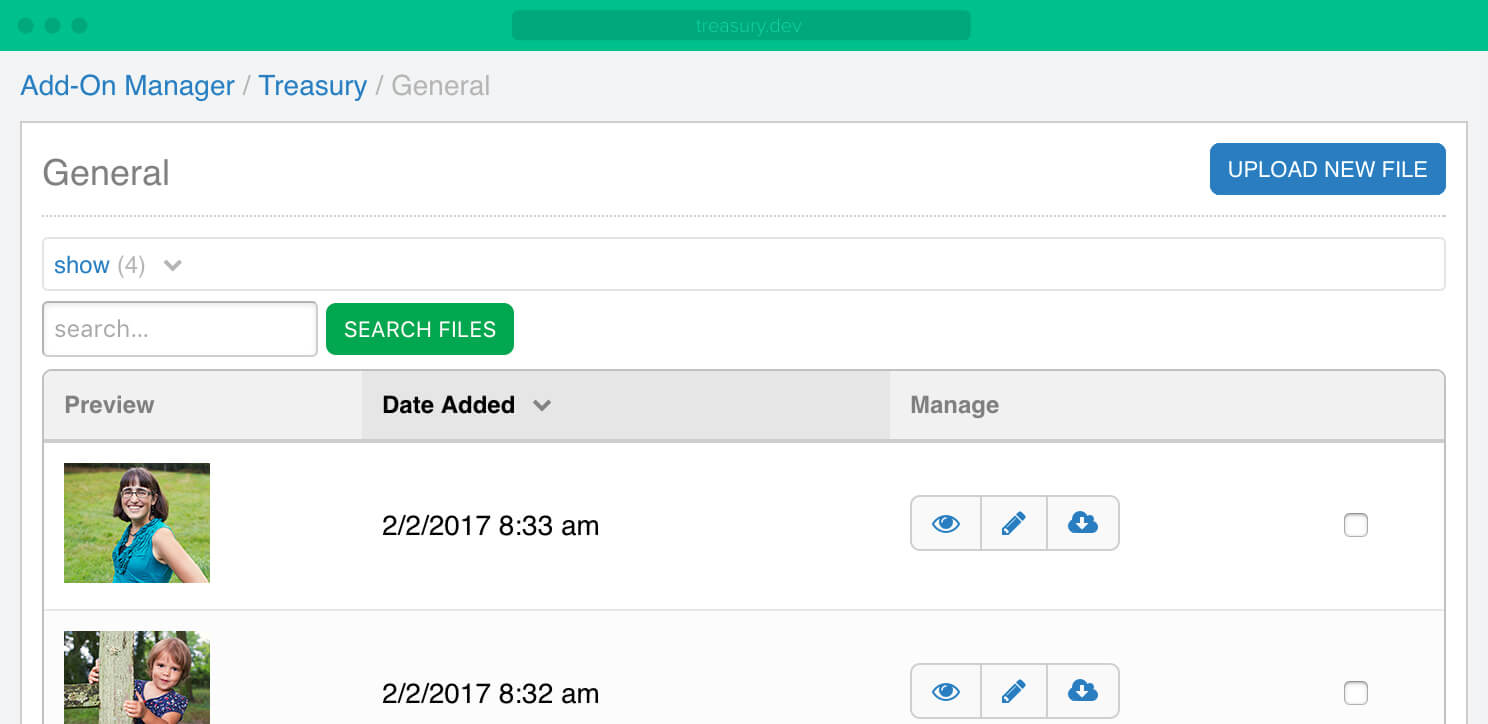 treasury.dev
Add-On Manager / Treasury / General
General
UPLOAD NEW FILE
show (4)
search...
SEARCH FILES
Preview
Date Added
Manage
2/2/2017 8:33 am
2/2/2017 8:32 am